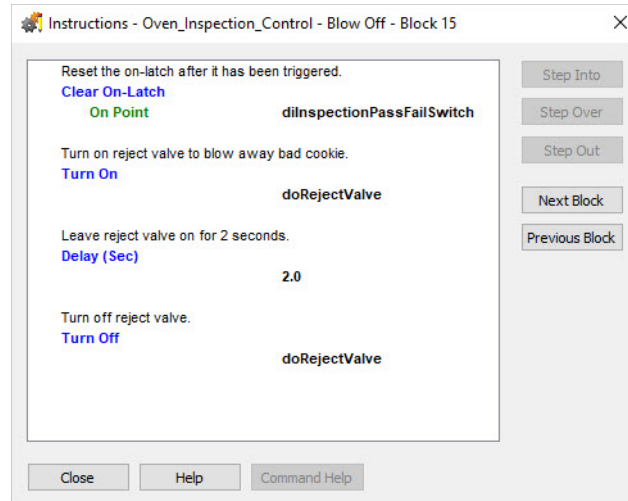 Instructions - Oven_Inspection_Control - Blow Off - Block 15
Reset the on-latch after it has been triggered.
Clear On-Latch
On Point diInspectionPassFailSwitch
Turn on reject valve to blow away bad cookie.
Turn On
doRejectValve
Leave reject valve on for 2 seconds.
Delay (Sec)
2.0
Turn off reject valve.
Turn Off
doRejectValve
Step Into
Step Over
Step Out
Next Block
Previous Block
Close Help Command Help